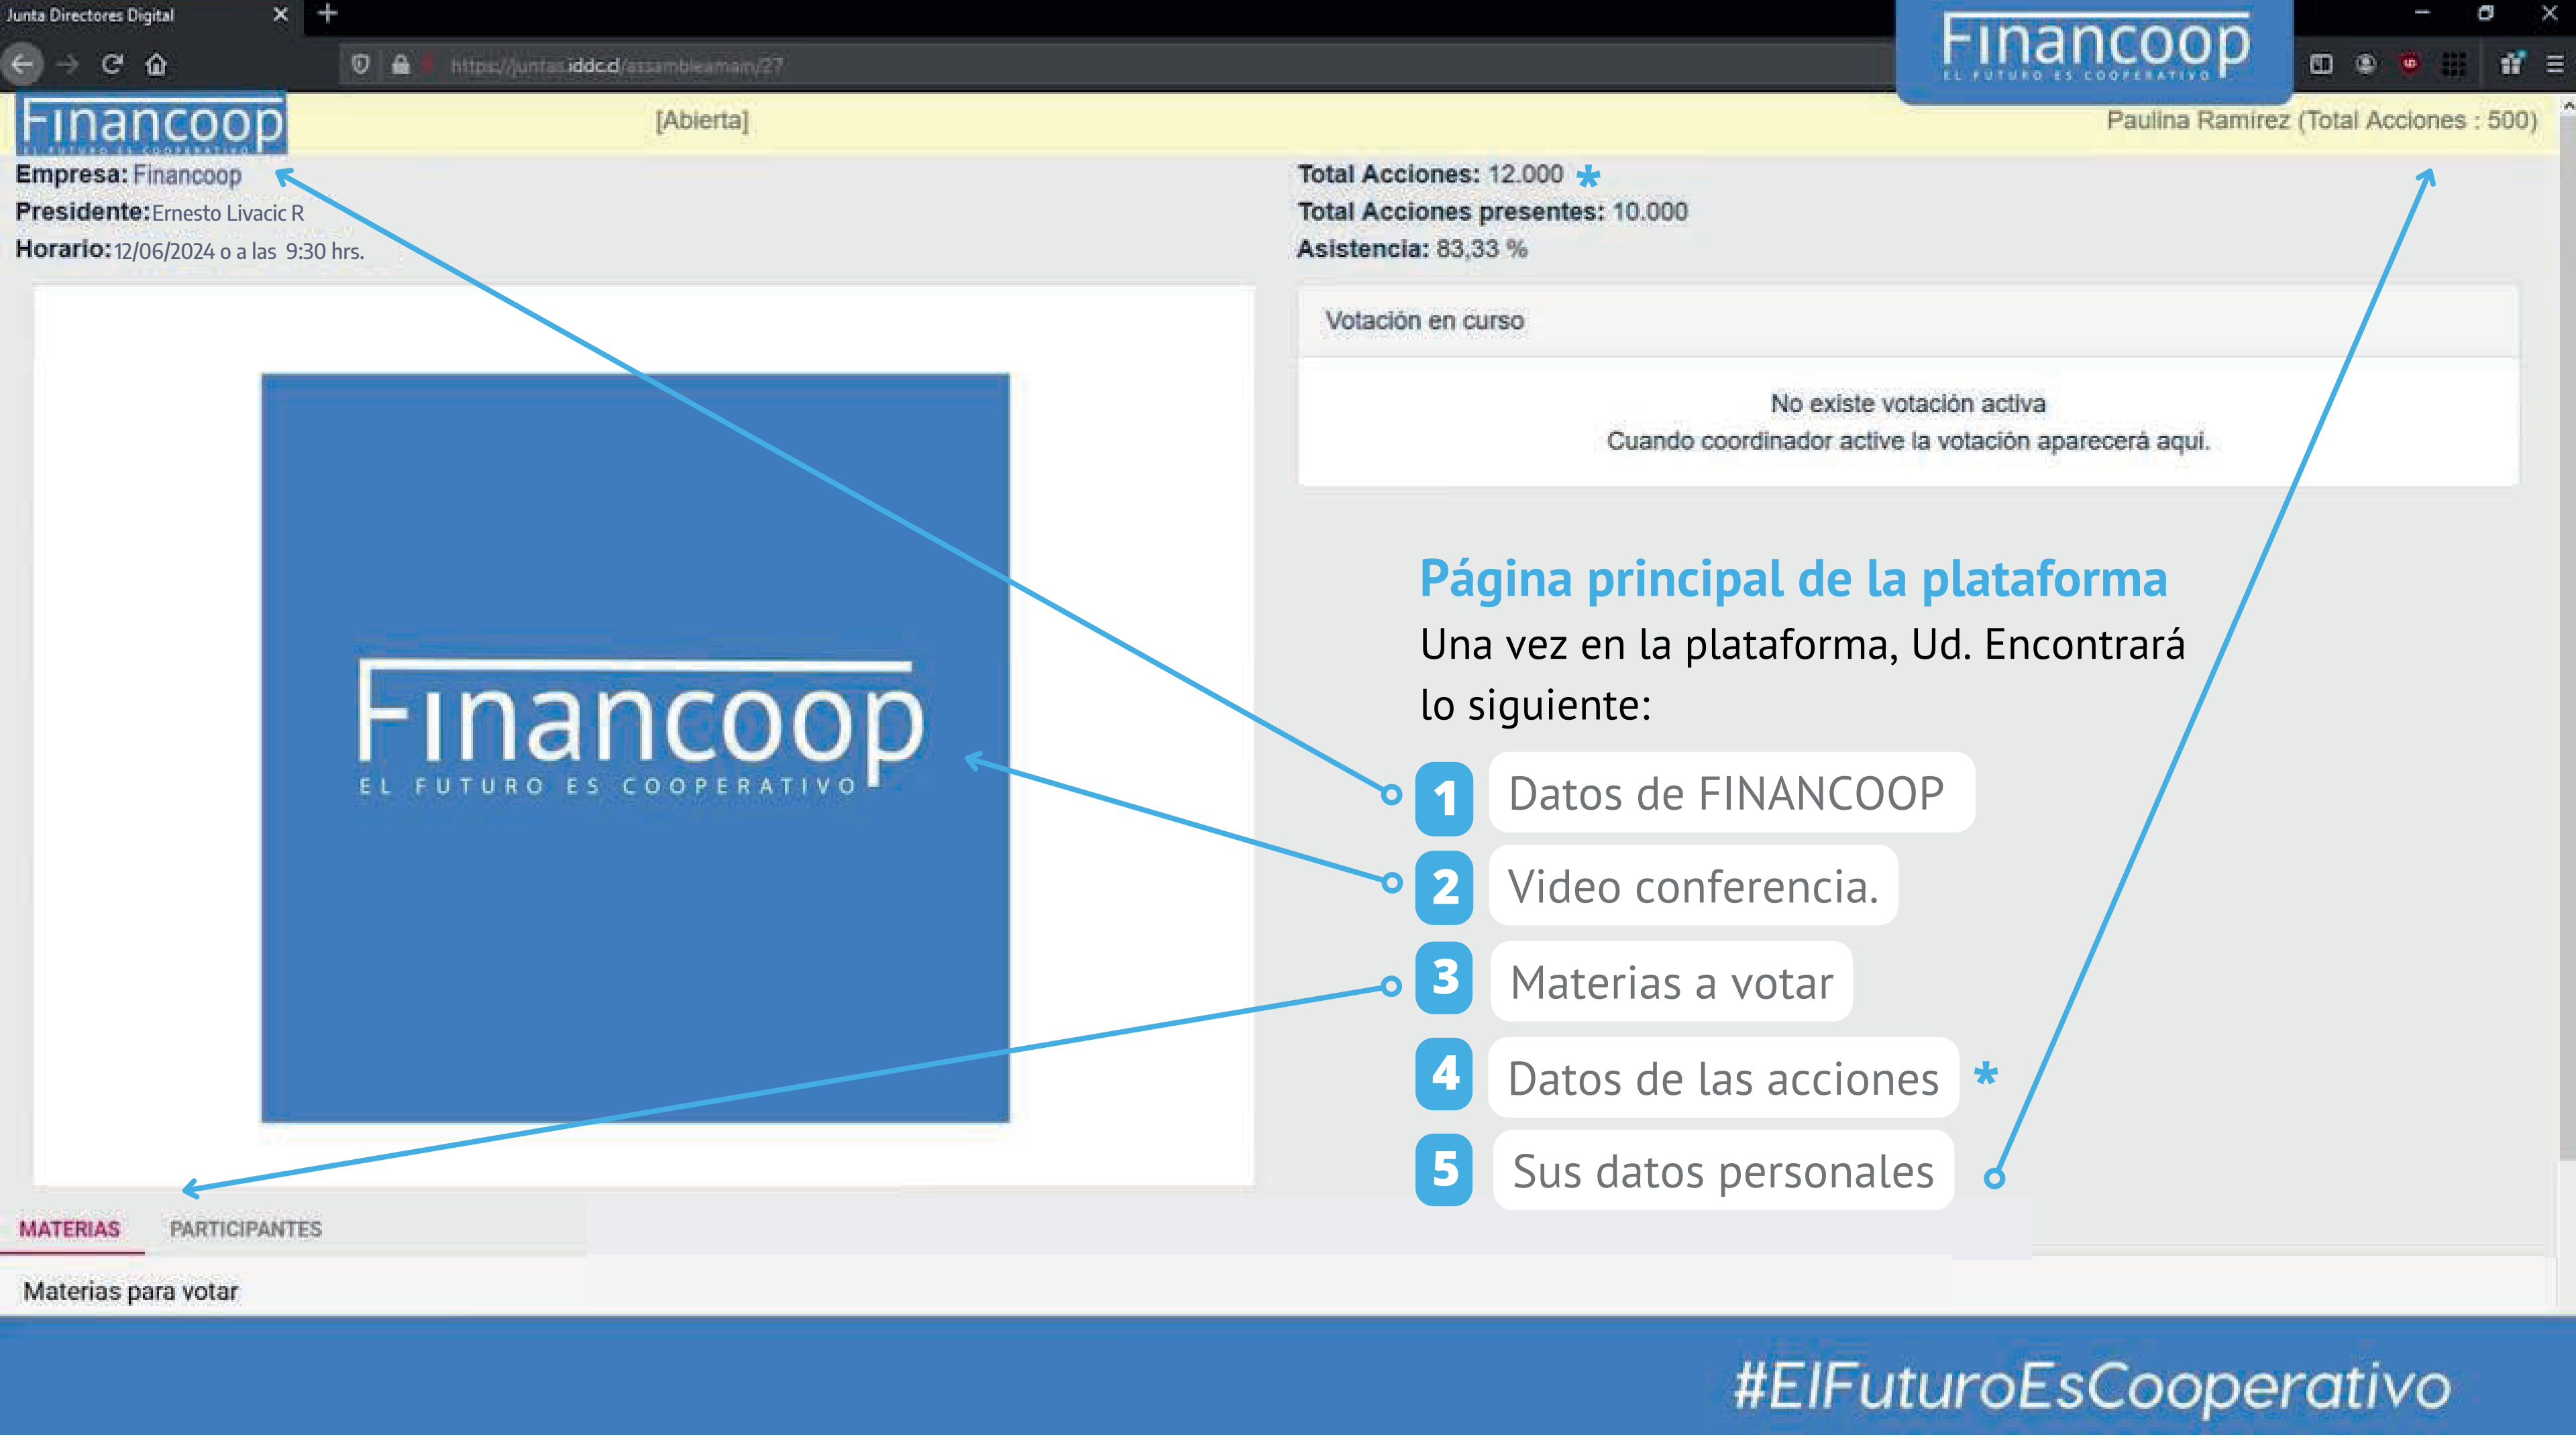 Junta Directores Digital
https://juntas.iddc.cl/assambleamain/27
Financoop
EL FUTURO ES COOPERATIVO
Financoop
EL FUTURO ES COOPERATIVO
[Abierta]
Paulina Ramírez (Total Acciones : 500)
Empresa: Financoop
Presidente: Ernesto Livacic R
Horario: 12/06/2024 o a las 9:30 hrs.
Total Acciones: 12.000 *
Total Acciones presentes: 10.000
Asistencia: 83,33 %
Votación en curso
No existe votación activa
Cuando coordinador active la votación aparecerá aquí.
Financoop
EL FUTURO ES COOPERATIVO
Página principal de la plataforma
Una vez en la plataforma, Ud. Encontrará
lo siguiente:
1 Datos de FINANCOOP
2 Video conferencia.
3 Materias a votar
4 Datos de las acciones *
5 Sus datos personales
MATERIAS PARTICIPANTES
Materias para votar
#ElFuturoEsCooperativo